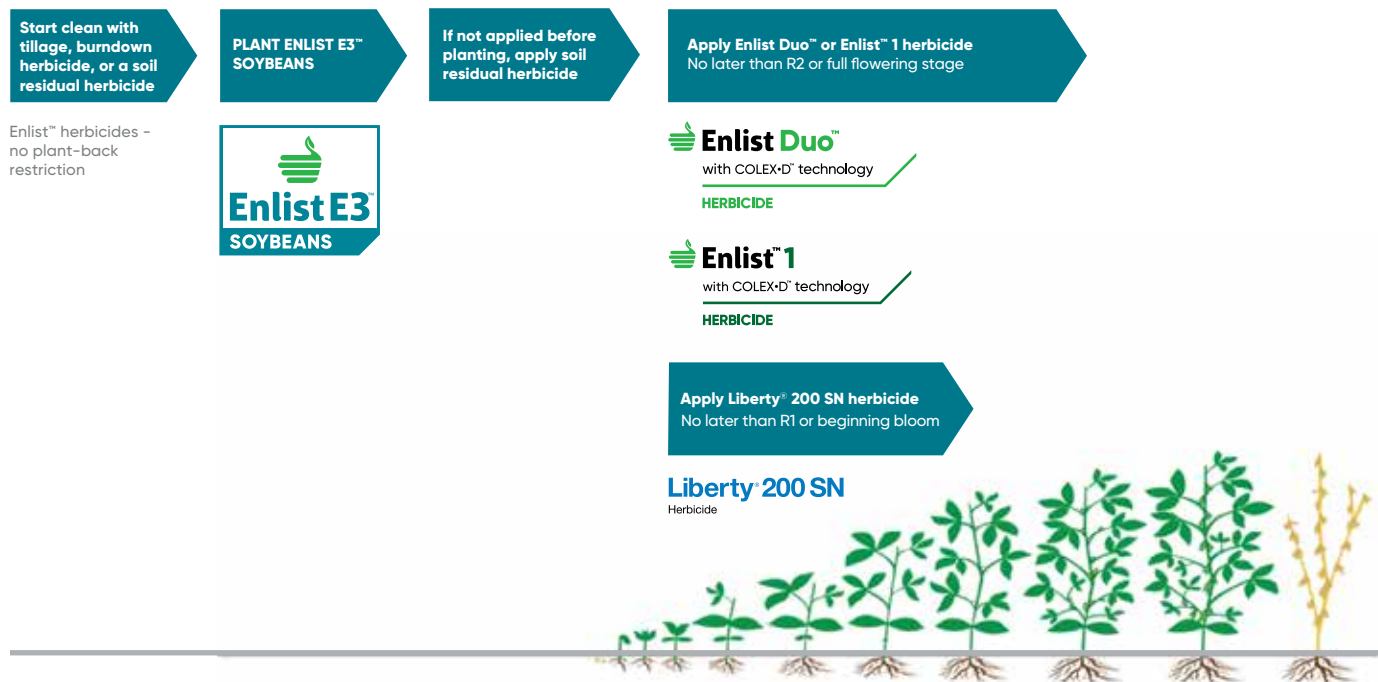 Start clean with
tillage, burndown
herbicide, or a soil
residual herbicide
Enlist™ herbicides -
no plant-back
restriction
PLANT ENLIST E3™
SOYBEANS
Enlist E3™
SOYBEANS
If not applied before
planting, apply soil
residual herbicide
Apply Enlist Duo™ or Enlist™ 1 herbicide
No later than R2 or full flowering stage
Enlist Duo™
with COLEX•D™ technology
HERBICIDE
Enlist™ 1
with COLEX•D™ technology
HERBICIDE
Apply Liberty® 200 SN herbicide
No later than R1 or beginning bloom
Liberty® 200 SN
Herbicide